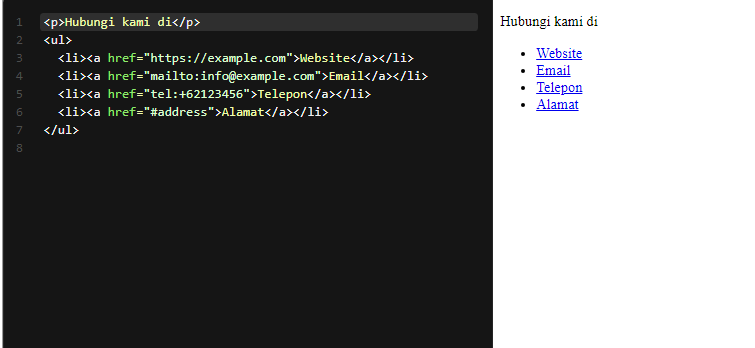 1 <p>Hubungi kami di</p>
2 <ul>
3   <li><a href="https://example.com">Website</a></li>
4   <li><a href="mailto:info@example.com">Email</a></li>
5   <li><a href="tel:+62123456">Telepon</a></li>
6   <li><a href="#address">Alamat</a></li>
7 </ul>
8
Hubungi kami di
• Website
• Email
• Telepon
• Alamat